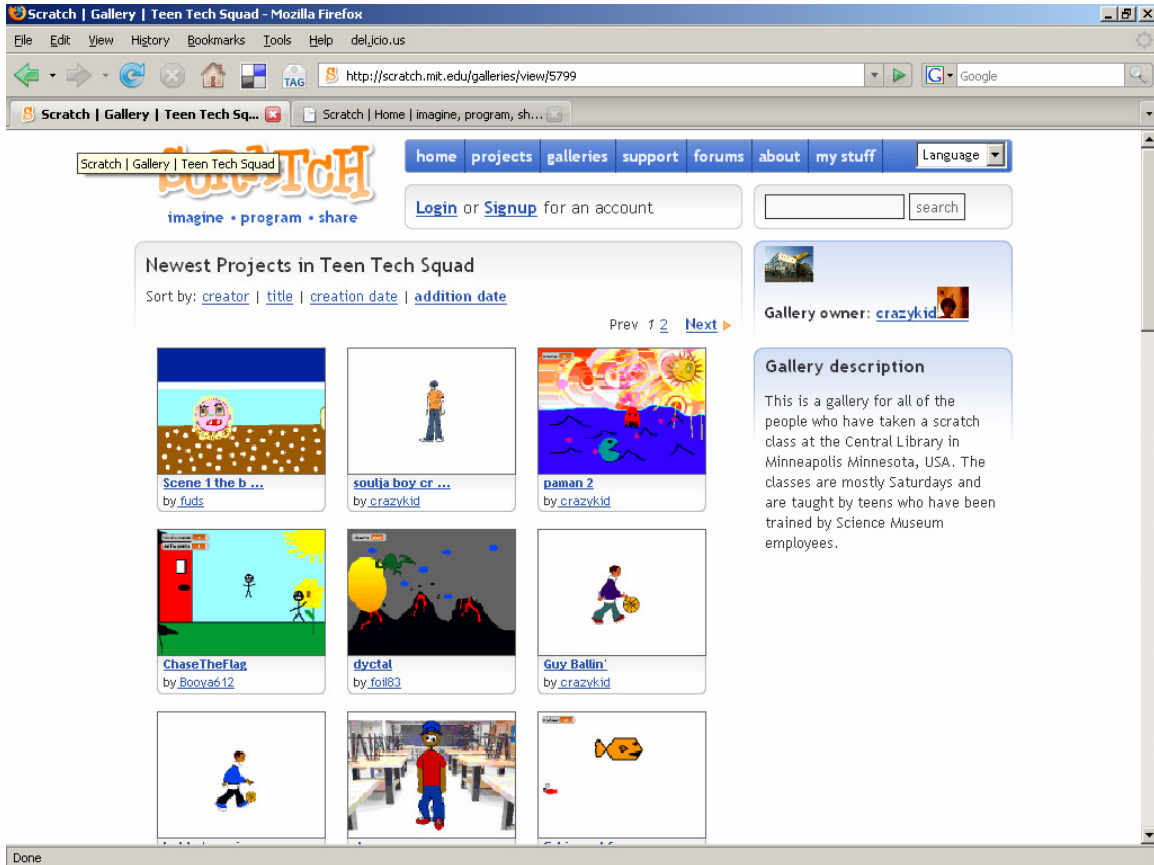 Scratch | Gallery | Teen Tech Squad - Mozilla Firefox
File Edit View History Bookmarks Tools Help del.icio.us
TAG http://scratch.mit.edu/galleries/view/5799 G Google
Scratch | Gallery | Teen Tech Sq... Scratch | Home | imagine, program, sh...
Scratch | Gallery | Teen Tech Squad
SCRATCH
imagine • program • share
home projects galleries support forums about my stuff Language
Login or Signup for an account
search
Newest Projects in Teen Tech Squad
Sort by: creator | title | creation date | addition date
Prev 1 2 Next
Gallery owner: crazykid
Gallery description
This is a gallery for all of the
people who have taken a scratch
class at the Central Library in
Minneapolis Minnesota, USA. The
classes are mostly Saturdays and
are taught by teens who have been
trained by Science Museum
employees.
Scene 1 the b ... soulja boy cr ... paman 2
by fuds by crazykid by crazykid
ChaseTheFlag dyctal Guy Ballin'
by Booya612 by foil83 by crazykid
Done